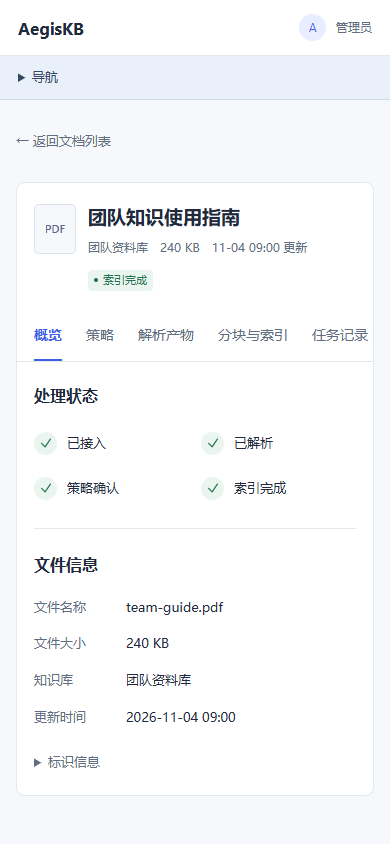 AegisKB
A 管理员
▶ 导航
← 返回文档列表
PDF
团队知识使用指南
团队资料库 240 KB 11-04 09:00 更新
• 索引完成
概览 策略 解析产物 分块与索引 任务记录
处理状态
已接入 已解析
策略确认 索引完成
文件信息
文件名称 team-guide.pdf
文件大小 240 KB
知识库 团队资料库
更新时间 2026-11-04 09:00
▶ 标识信息